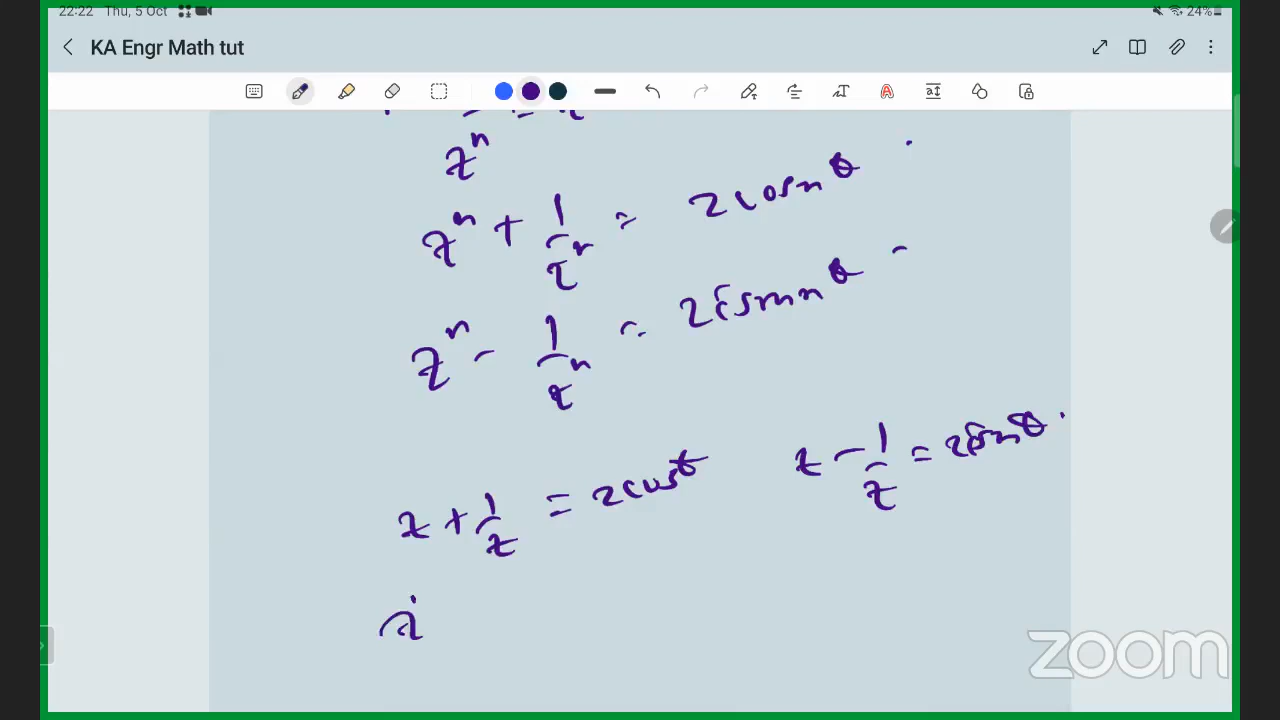 22:22 Thu, 5 Oct 24%
KA Engr Math tut
zⁿ
zⁿ + 1/zⁿ = 2cosnθ
zⁿ - 1/zⁿ = 2isinnθ
z + 1/z = 2cosθ z - 1/z = 2isinθ
zoom